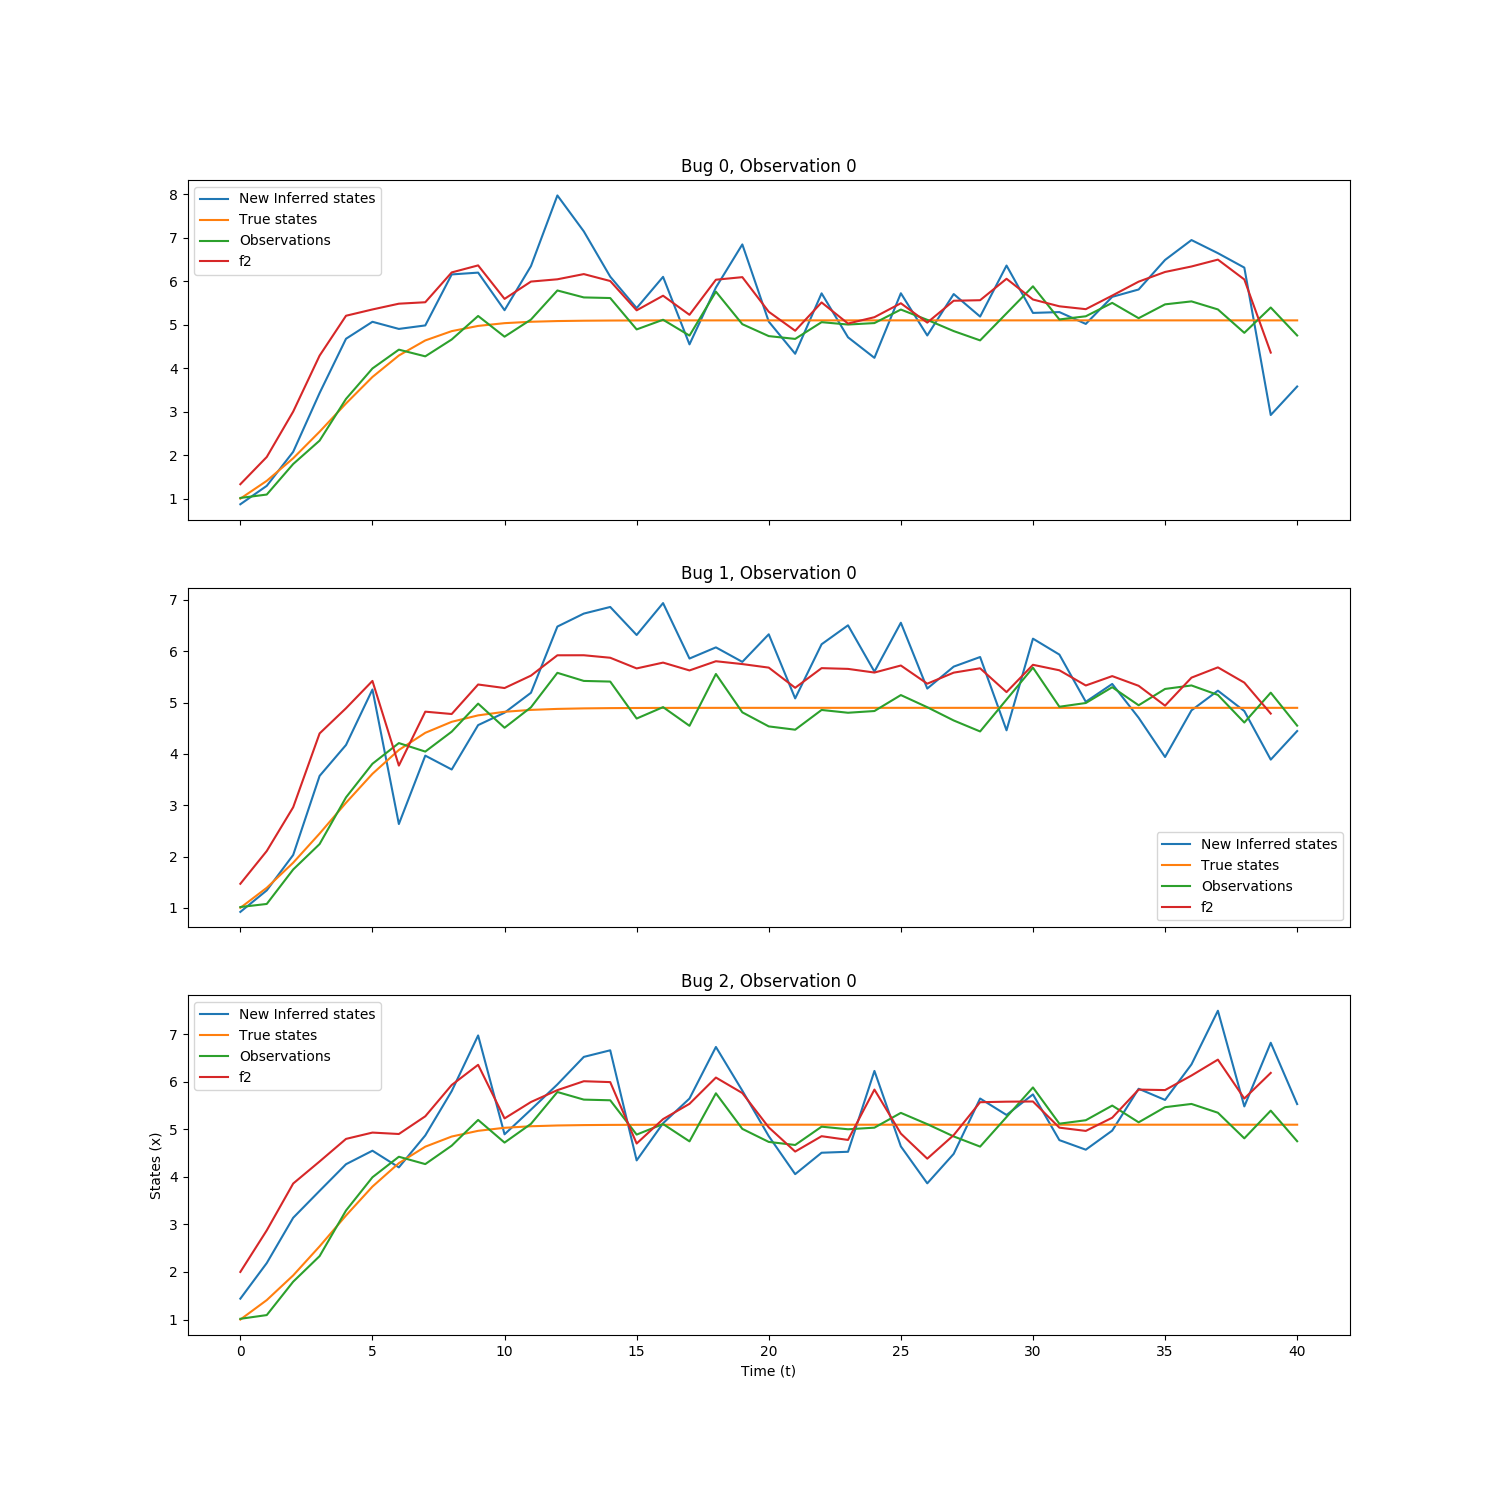 Bug 0, Observation 0
8
7
6
5
4
3
2
1
New Inferred states
True states
Observations
f2
Bug 1, Observation 0
7
6
5
4
3
2
1
New Inferred states
True states
Observations
f2
Bug 2, Observation 0
7
6
5
4
3
2
1
New Inferred states
True states
Observations
f2
States (x)
0 5 10 15 20 25 30 35 40
Time (t)